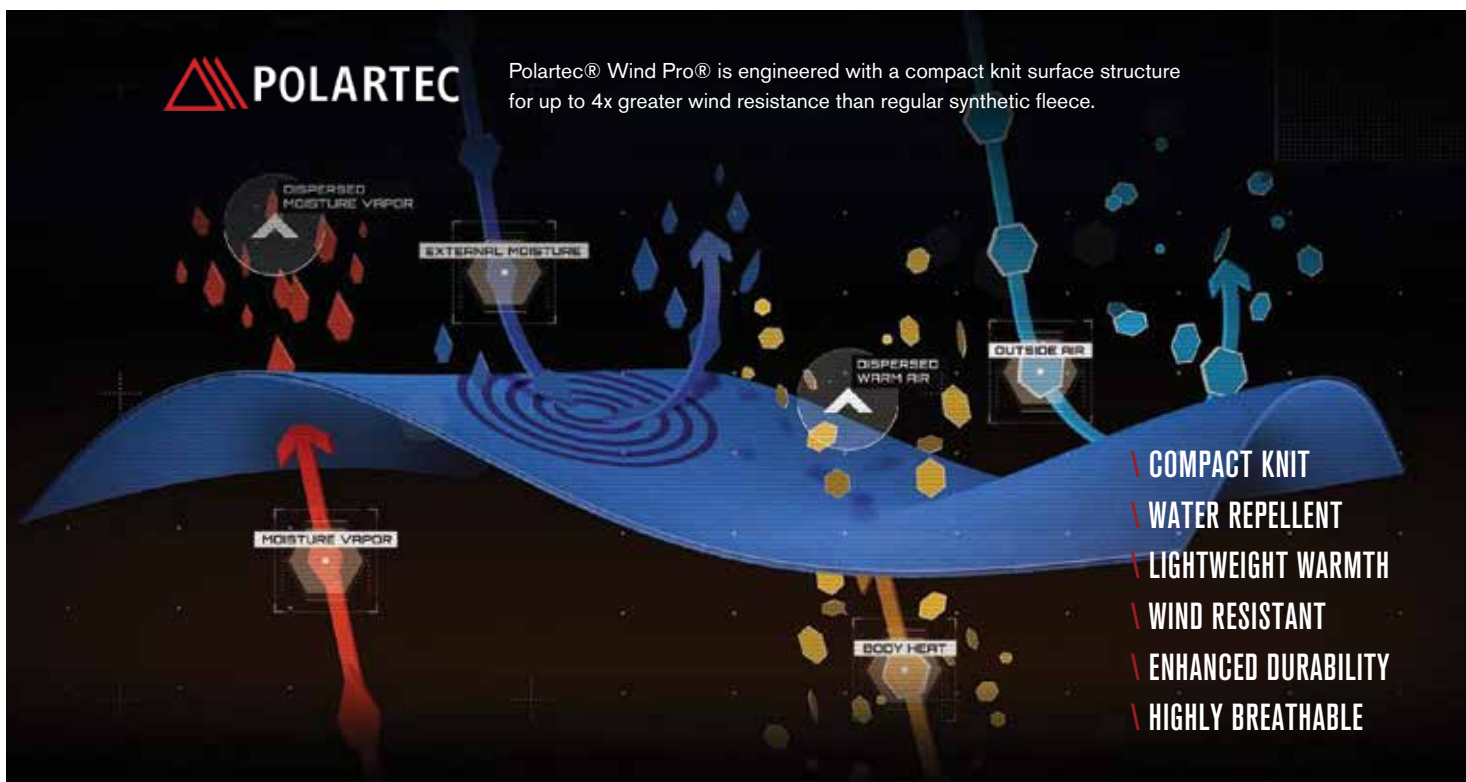 POLARTEC
Polartec® Wind Pro® is engineered with a compact knit surface structure
for up to 4x greater wind resistance than regular synthetic fleece.
DISPERSED
MOISTURE VAPOR
EXTERNAL MOISTURE
OUTSIDE AIR
DISPERSED
WARM AIR
MOISTURE VAPOR
BODY HEAT
\ COMPACT KNIT
\ WATER REPELLENT
\ LIGHTWEIGHT WARMTH
\ WIND RESISTANT
\ ENHANCED DURABILITY
\ HIGHLY BREATHABLE